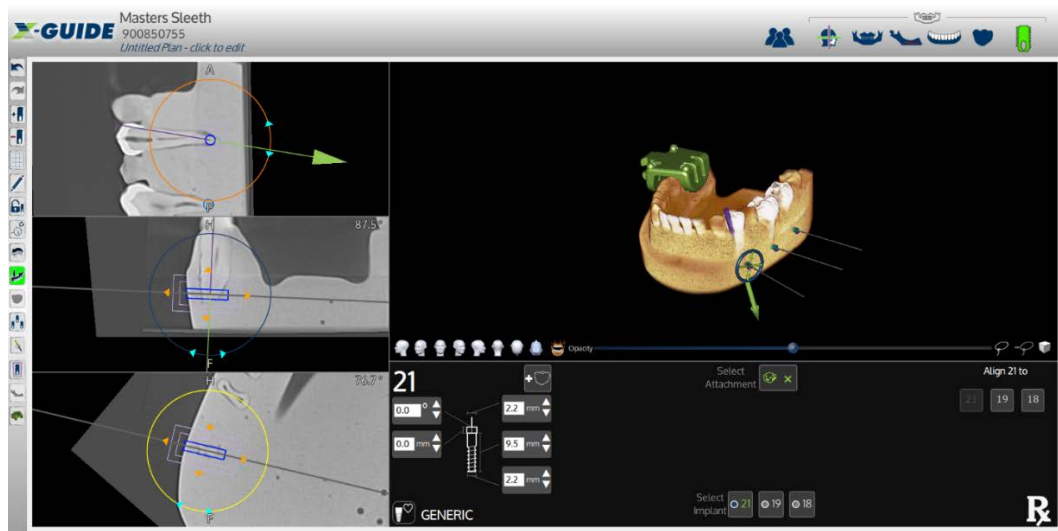 X-GUIDE
Masters Sleeth
900850755
Untitled Plan - click to edit
A
P
H
87.5°
F
H
76.7°
F
Opacity
21
0.0 °
2.2 mm
0.0 mm
9.5 mm
2.2 mm
GENERIC
Select
Attachment
Align 21 to
21 19 18
Select
Implant
21 19 18
Rx